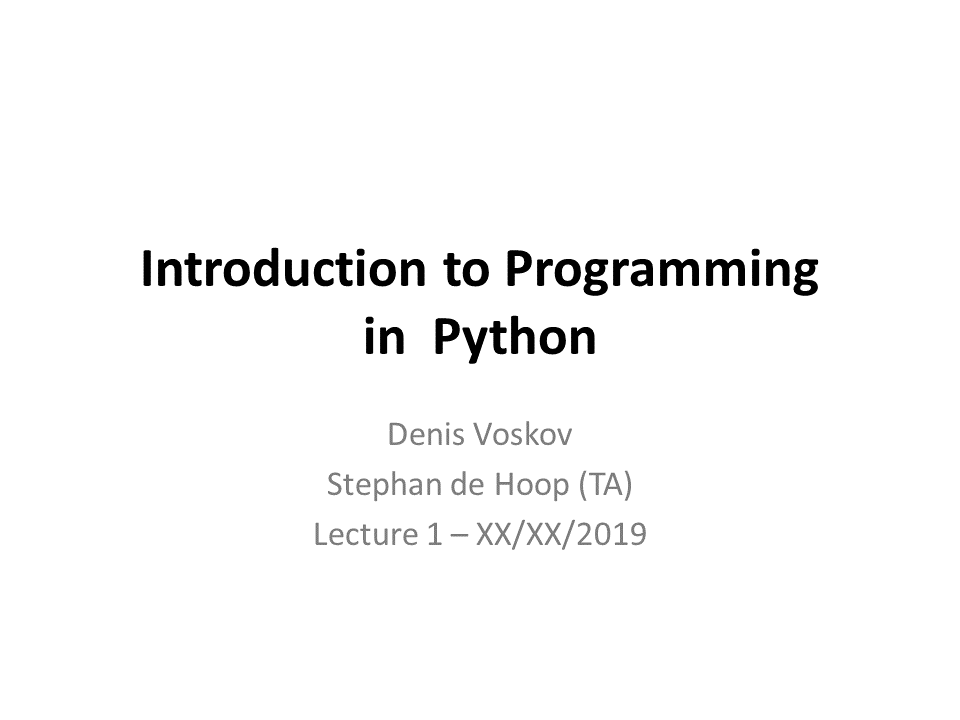 Introduction to Programming
in  Python
Denis Voskov
Stephan de Hoop (TA)
Lecture 1 – XX/XX/2019